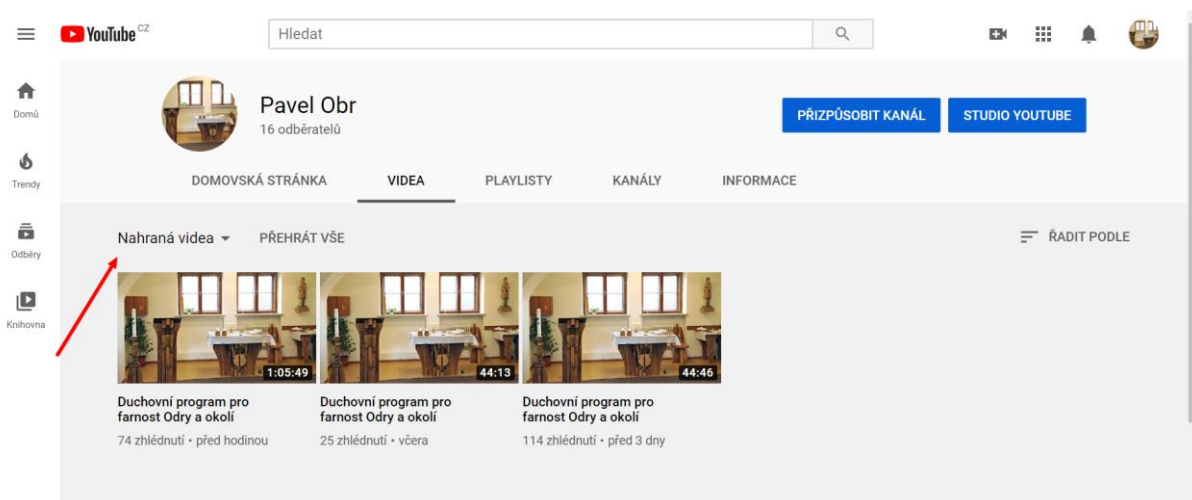 YouTube CZ
Hledat
Domů
Trendy
Odběry
Knihovna
Pavel Obr
16 odběratelů
PŘIZPŮSOBIT KANÁL
STUDIO YOUTUBE
DOMOVSKÁ STRÁNKA VIDEA PLAYLISTY KANÁLY INFORMACE
Nahraná videa PŘEHRÁT VŠE ŘADIT PODLE
1:05:49
Duchovní program pro
farnost Odry a okolí
74 zhlédnutí • před hodinou
44:13
Duchovní program pro
farnost Odry a okolí
25 zhlédnutí • včera
44:46
Duchovní program pro
farnost Odry a okolí
114 zhlédnutí • před 3 dny